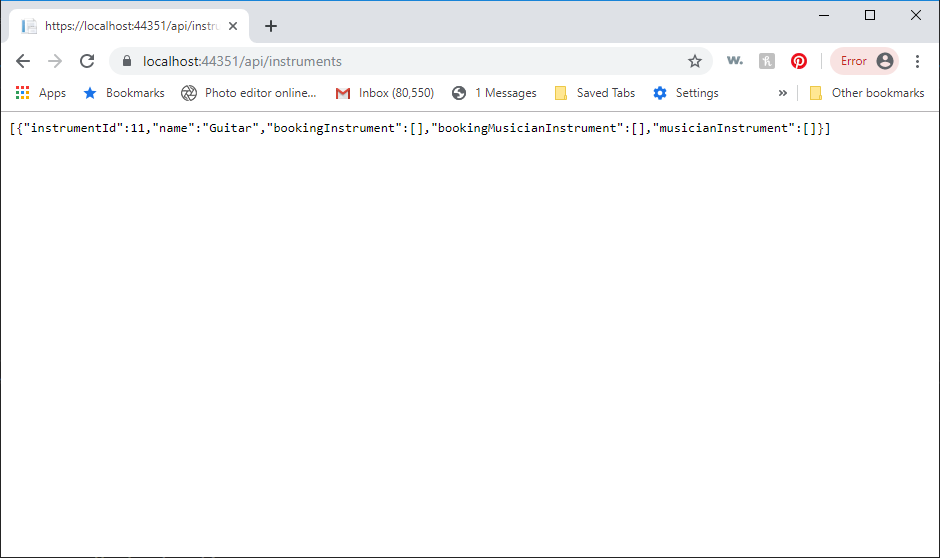 https://localhost:44351/api/instru
localhost:44351/api/instruments
w.
Error
Apps
Bookmarks
Photo editor online...
Inbox (80,550)
1 Messages
Saved Tabs
Settings
»
Other bookmarks
[{"instrumentId":11,"name":"Guitar","bookingInstrument":[],"bookingMusicianInstrument":[],"musicianInstrument":[]}]